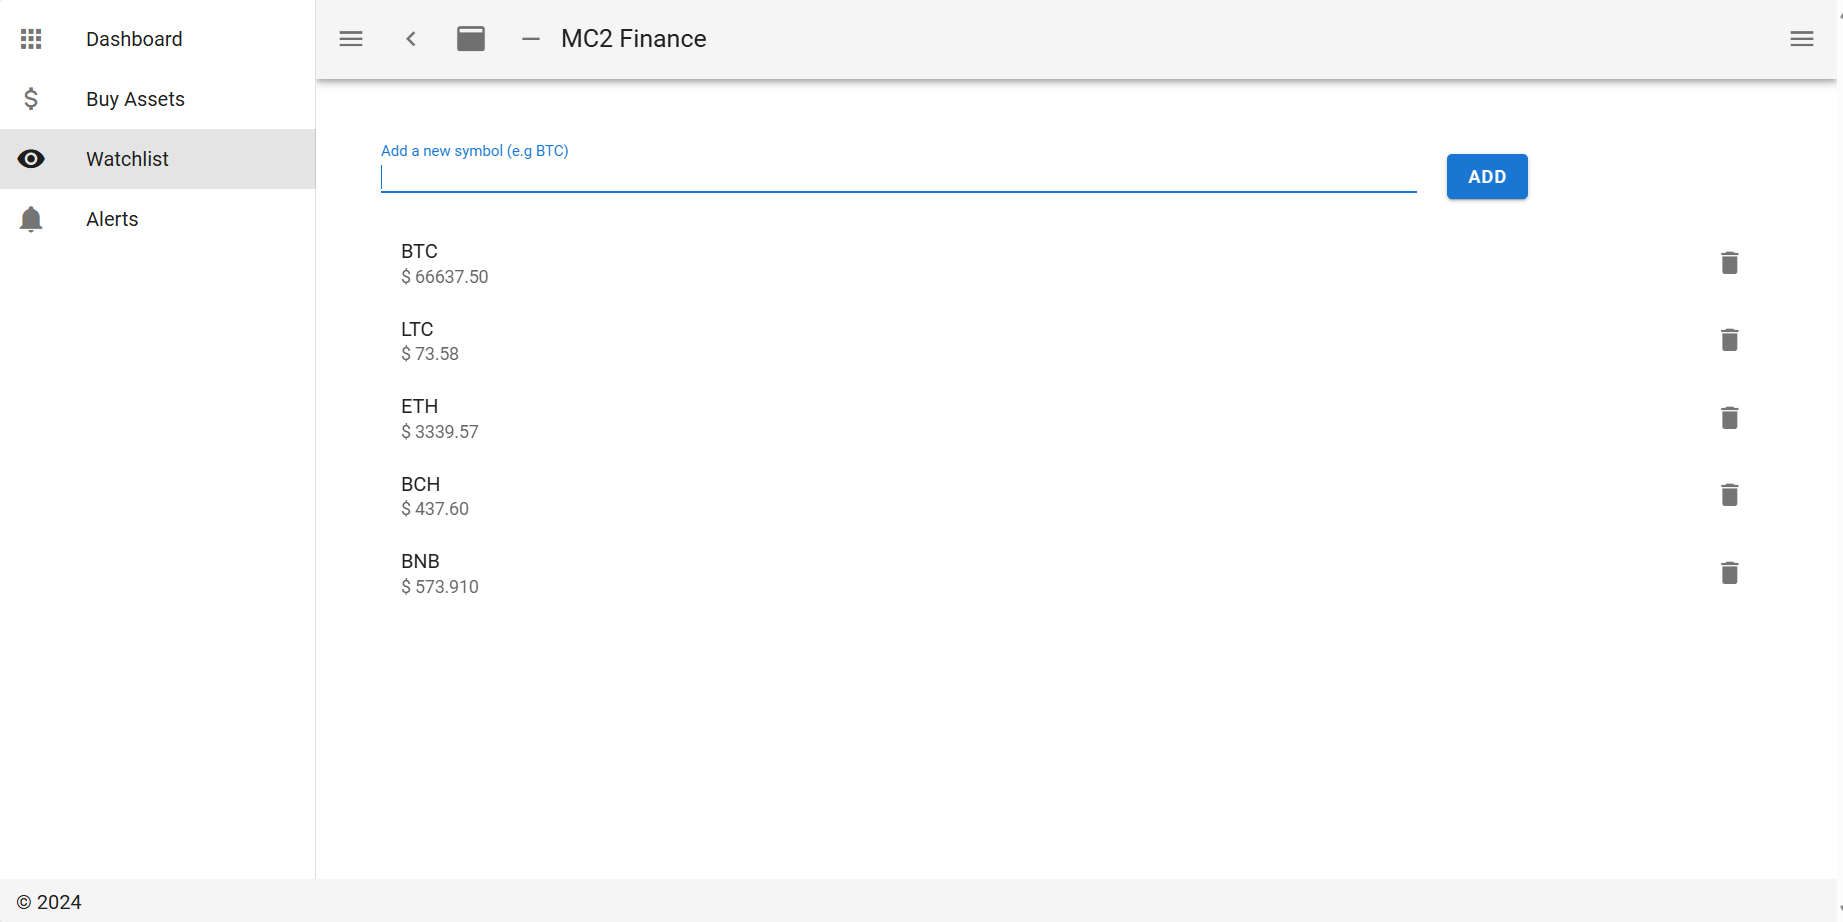 Dashboard
Buy Assets
Watchlist
Alerts
MC2 Finance
Add a new symbol (e.g BTC)
ADD
BTC
$ 66637.50
LTC
$ 73.58
ETH
$ 3339.57
BCH
$ 437.60
BNB
$ 573.910
© 2024